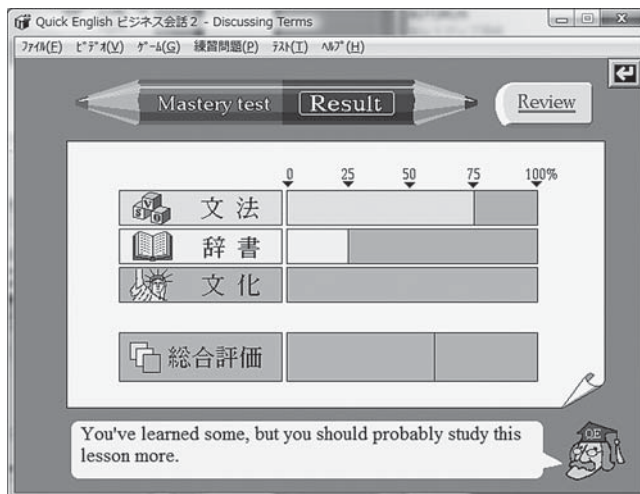 Quick English ビジネス会話2 - Discussing Terms
ファイル(F) ビデオ(V) ゲーム(G) 練習問題(P) テスト(T) ヘルプ(H)
Mastery test Result Review
0 25 50 75 100%
文法
辞書
文化
総合評価
You've learned some, but you should probably study this
lesson more.
QE